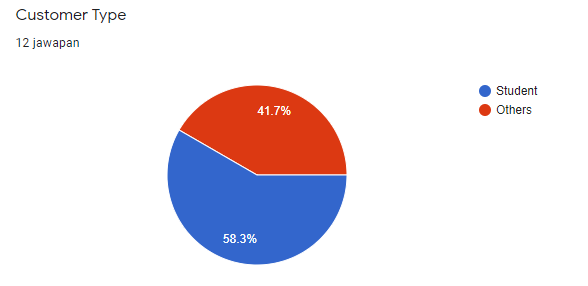 Customer Type
12 jawapan
Student
Others
41.7%
58.3%